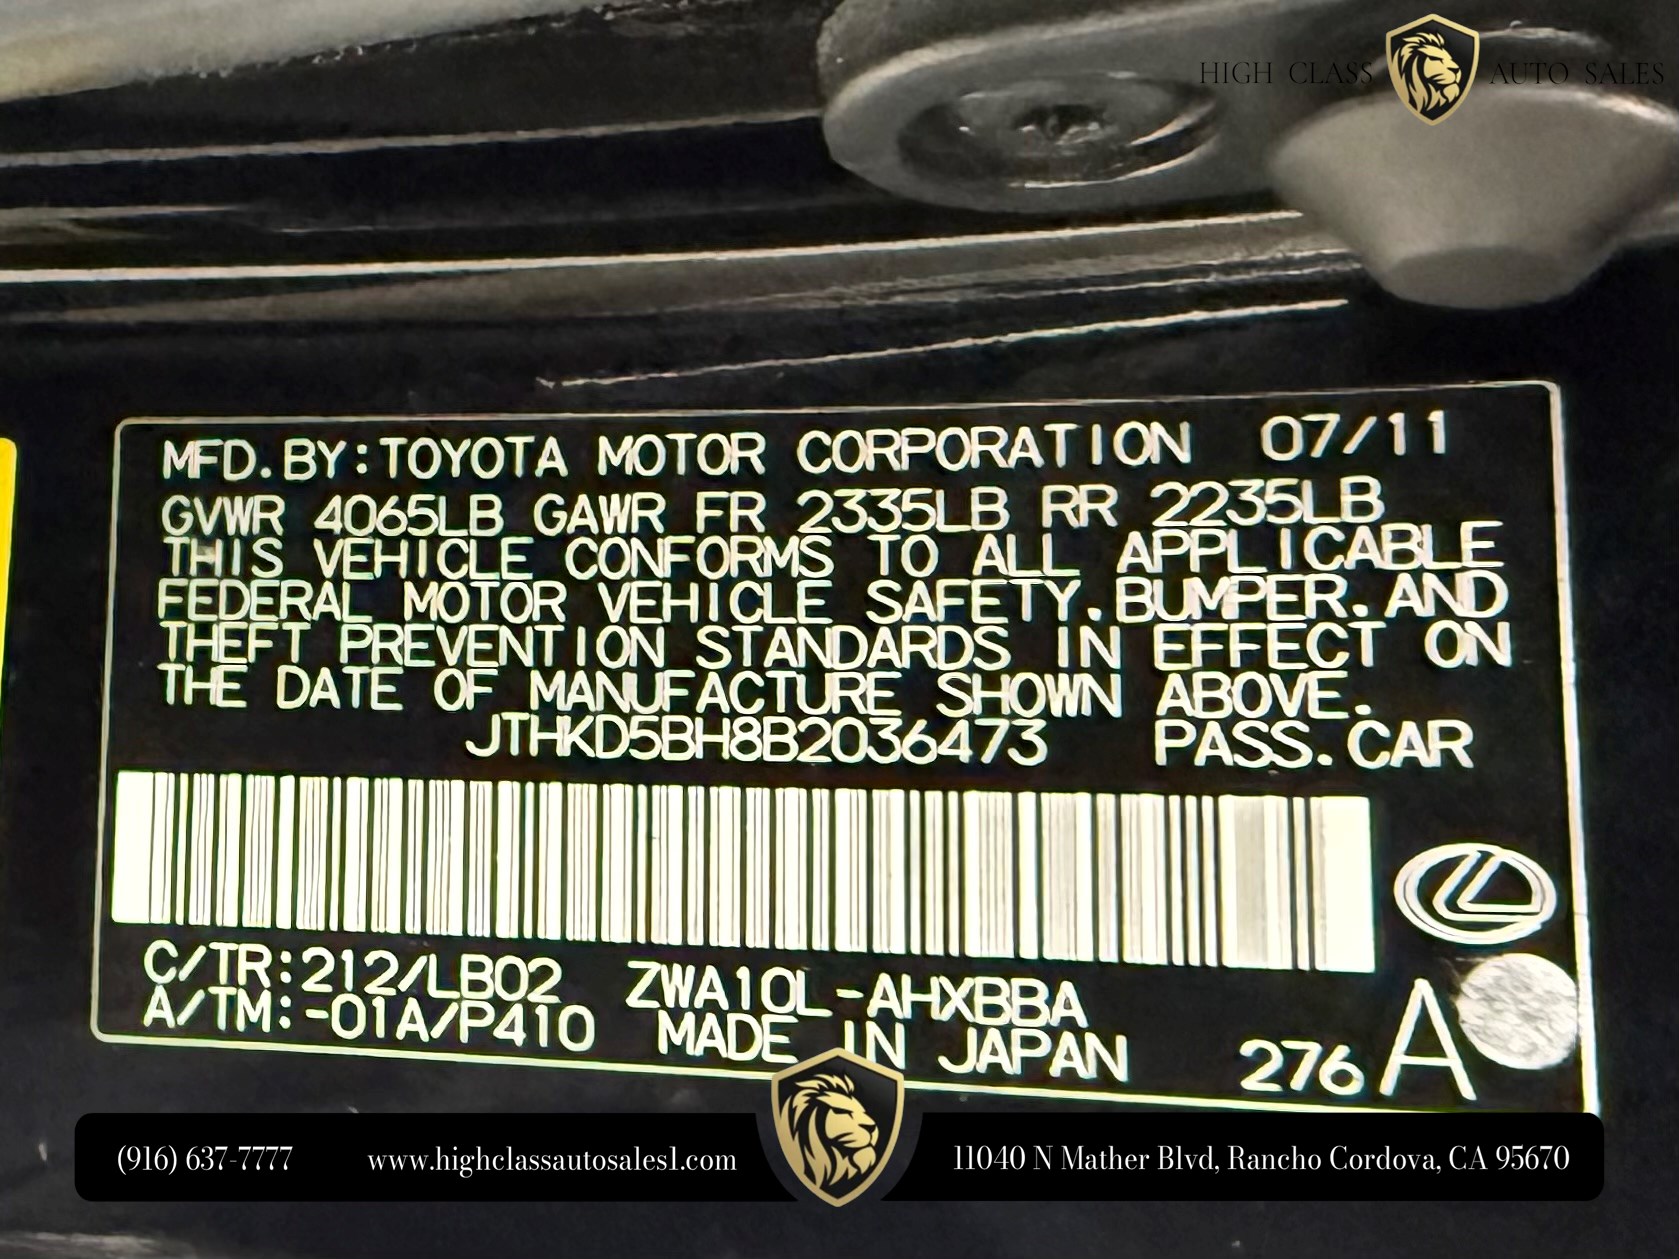 HIGH CLASS AUTO SALES
MFD. BY: TOYOTA MOTOR CORPORATION 07/11
GVWR 4065LB GAWR FR 2335LB RR 2235LB
THIS VEHICLE CONFORMS TO ALL APPLICABLE
FEDERAL MOTOR VEHICLE SAFETY. BUMPER. AND
THEFT PREVENTION STANDARDS IN EFFECT ON
THE DATE OF MANUFACTURE SHOWN ABOVE.
JTHKD5BH8B2036473 PASS. CAR
C/TR: 212/LB02 ZWA10L-AHXBBA
A/TM: -01A/P410 MADE IN JAPAN 276 A
(916) 637-7777 www.highclassautosales1.com 11040 N Mather Blvd, Rancho Cordova, CA 95670